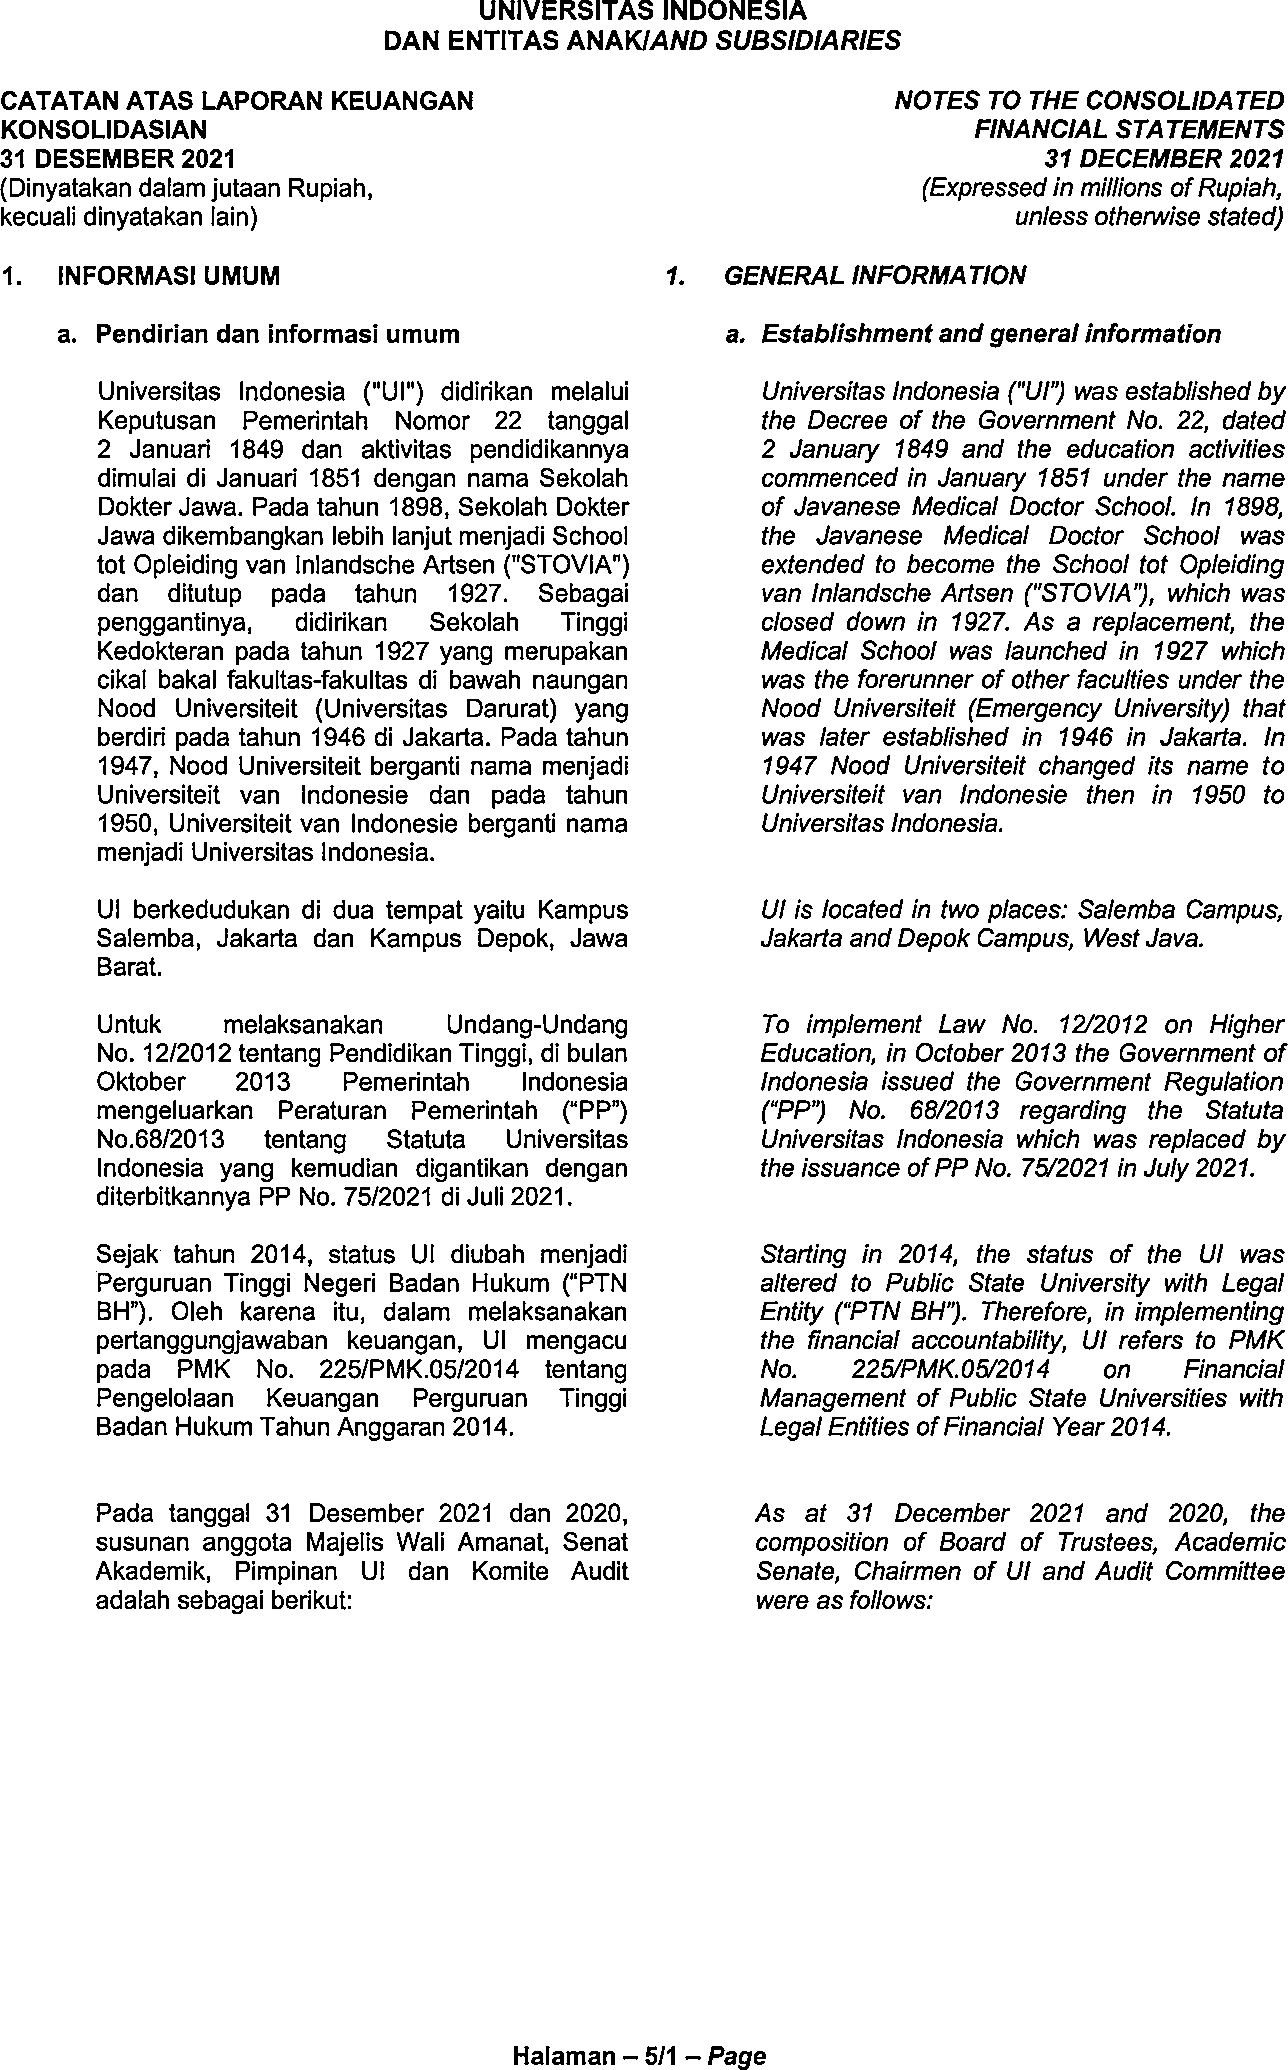 UNIVERSITAS INDONESIA
DAN ENTITAS ANAK/AND SUBSIDIARIES
CATATAN ATAS LAPORAN KEUANGAN
KONSOLIDASIAN
31 DESEMBER 2021
(Dinyatakan dalam jutaan Rupiah,
kecuali dinyatakan lain)
NOTES TO THE CONSOLIDATED
FINANCIAL STATEMENTS
31 DECEMBER 2021
(Expressed in millions of Rupiah,
unless otherwise stated)
1. INFORMASI UMUM
a. Pendirian dan informasi umum
Universitas Indonesia ("UI") didirikan melalui
Keputusan Pemerintah Nomor 22 tanggal
2 Januari 1849 dan aktivitas pendidikannya
dimulai di Januari 1851 dengan nama Sekolah
Dokter Jawa. Pada tahun 1898, Sekolah Dokter
Jawa dikembangkan lebih lanjut menjadi School
tot Opleiding van Inlandsche Artsen ("STOVIA")
dan ditutup pada tahun 1927. Sebagai
penggantinya, didirikan Sekolah Tinggi
Kedokteran pada tahun 1927 yang merupakan
cikal bakal fakultas-fakultas di bawah naungan
Nood Universiteit (Universitas Darurat) yang
berdiri pada tahun 1946 di Jakarta. Pada tahun
1947, Nood Universiteit berganti nama menjadi
Universiteit van Indonesie dan pada tahun
1950, Universiteit van Indonesie berganti nama
menjadi Universitas Indonesia.
UI berkedudukan di dua tempat yaitu Kampus
Salemba, Jakarta dan Kampus Depok, Jawa
Barat.
Untuk melaksanakan Undang-Undang
No. 12/2012 tentang Pendidikan Tinggi, di bulan
Oktober 2013 Pemerintah Indonesia
mengeluarkan Peraturan Pemerintah (“PP”)
No.68/2013 tentang Statuta Universitas
Indonesia yang kemudian digantikan dengan
diterbitkannya PP No. 75/2021 di Juli 2021.
Sejak tahun 2014, status UI diubah menjadi
Perguruan Tinggi Negeri Badan Hukum (“PTN
BH”). Oleh karena itu, dalam melaksanakan
pertanggungjawaban keuangan, UI mengacu
pada PMK No. 225/PMK.05/2014 tentang
Pengelolaan Keuangan Perguruan Tinggi
Badan Hukum Tahun Anggaran 2014.
Pada tanggal 31 Desember 2021 dan 2020,
susunan anggota Majelis Wali Amanat, Senat
Akademik, Pimpinan UI dan Komite Audit
adalah sebagai berikut:
1. GENERAL INFORMATION
a. Establishment and general information
Universitas Indonesia ("UI") was established by
the Decree of the Government No. 22, dated
2 January 1849 and the education activities
commenced in January 1851 under the name
of Javanese Medical Doctor School. In 1898,
the Javanese Medical Doctor School was
extended to become the School tot Opleiding
van Inlandsche Artsen ("STOVIA"), which was
closed down in 1927. As a replacement, the
Medical School was launched in 1927 which
was the forerunner of other faculties under the
Nood Universiteit (Emergency University) that
was later established in 1946 in Jakarta. In
1947 Nood Universiteit changed its name to
Universiteit van Indonesie then in 1950 to
Universitas Indonesia.
UI is located in two places: Salemba Campus,
Jakarta and Depok Campus, West Java.
To implement Law No. 12/2012 on Higher
Education, in October 2013 the Government of
Indonesia issued the Government Regulation
(“PP”) No. 68/2013 regarding the Statuta
Universitas Indonesia which was replaced by
the issuance of PP No. 75/2021 in July 2021.
Starting in 2014, the status of the UI was
altered to Public State University with Legal
Entity (“PTN BH”). Therefore, in implementing
the financial accountability, UI refers to PMK
No. 225/PMK.05/2014 on Financial
Management of Public State Universities with
Legal Entities of Financial Year 2014.
As at 31 December 2021 and 2020, the
composition of Board of Trustees, Academic
Senate, Chairmen of UI and Audit Committee
were as follows:
Halaman – 5/1 – Page